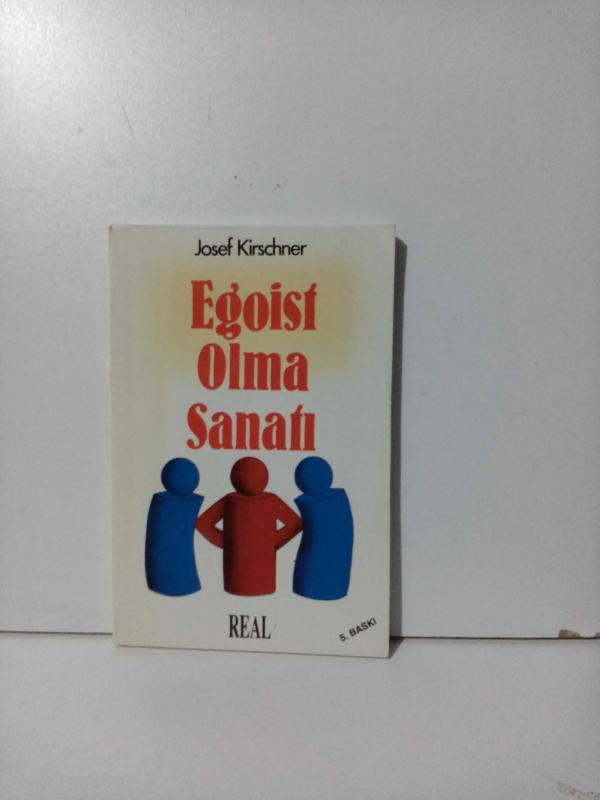 Josef Kirschner
Egoist
Olma
Sanatı
REAL
5. BASKI